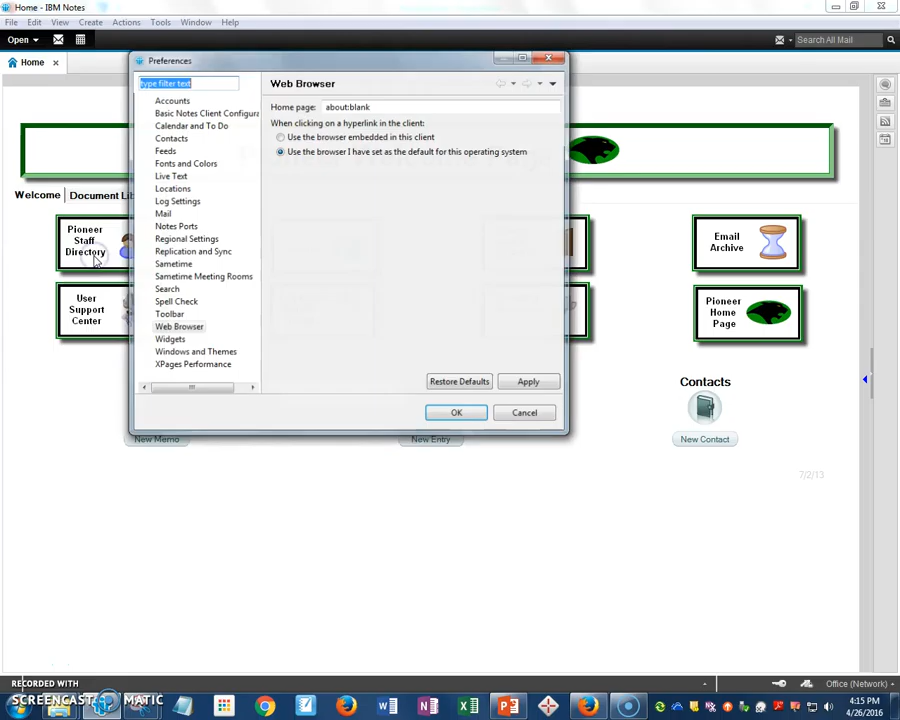 Home - IBM Notes
File Edit View Create Actions Tools Window Help
Open Search All Mail
Home
Preferences
type filter text
Web Browser
Accounts
Basic Notes Client Configura
Calendar and To Do
Contacts
Feeds
Fonts and Colors
Live Text
Locations
Log Settings
Mail
Notes Ports
Regional Settings
Replication and Sync
Sametime
Sametime Meeting Rooms
Search
Spell Check
Toolbar
Web Browser
Widgets
Windows and Themes
XPages Performance
Home page: about:blank
When clicking on a hyperlink in the client:
Use the browser embedded in this client
Use the browser I have set as the default for this operating system
Restore Defaults Apply
OK Cancel
Welcome Document Lib
Pioneer
Staff
Directory
Email
Archive
User
Support
Center
Pioneer
Home
Page
Contacts
New Memo New Entry New Contact
7/2/13
RECORDED WITH
SCREENCAST MATIC
Office (Network)
4:15 PM
4/26/2016